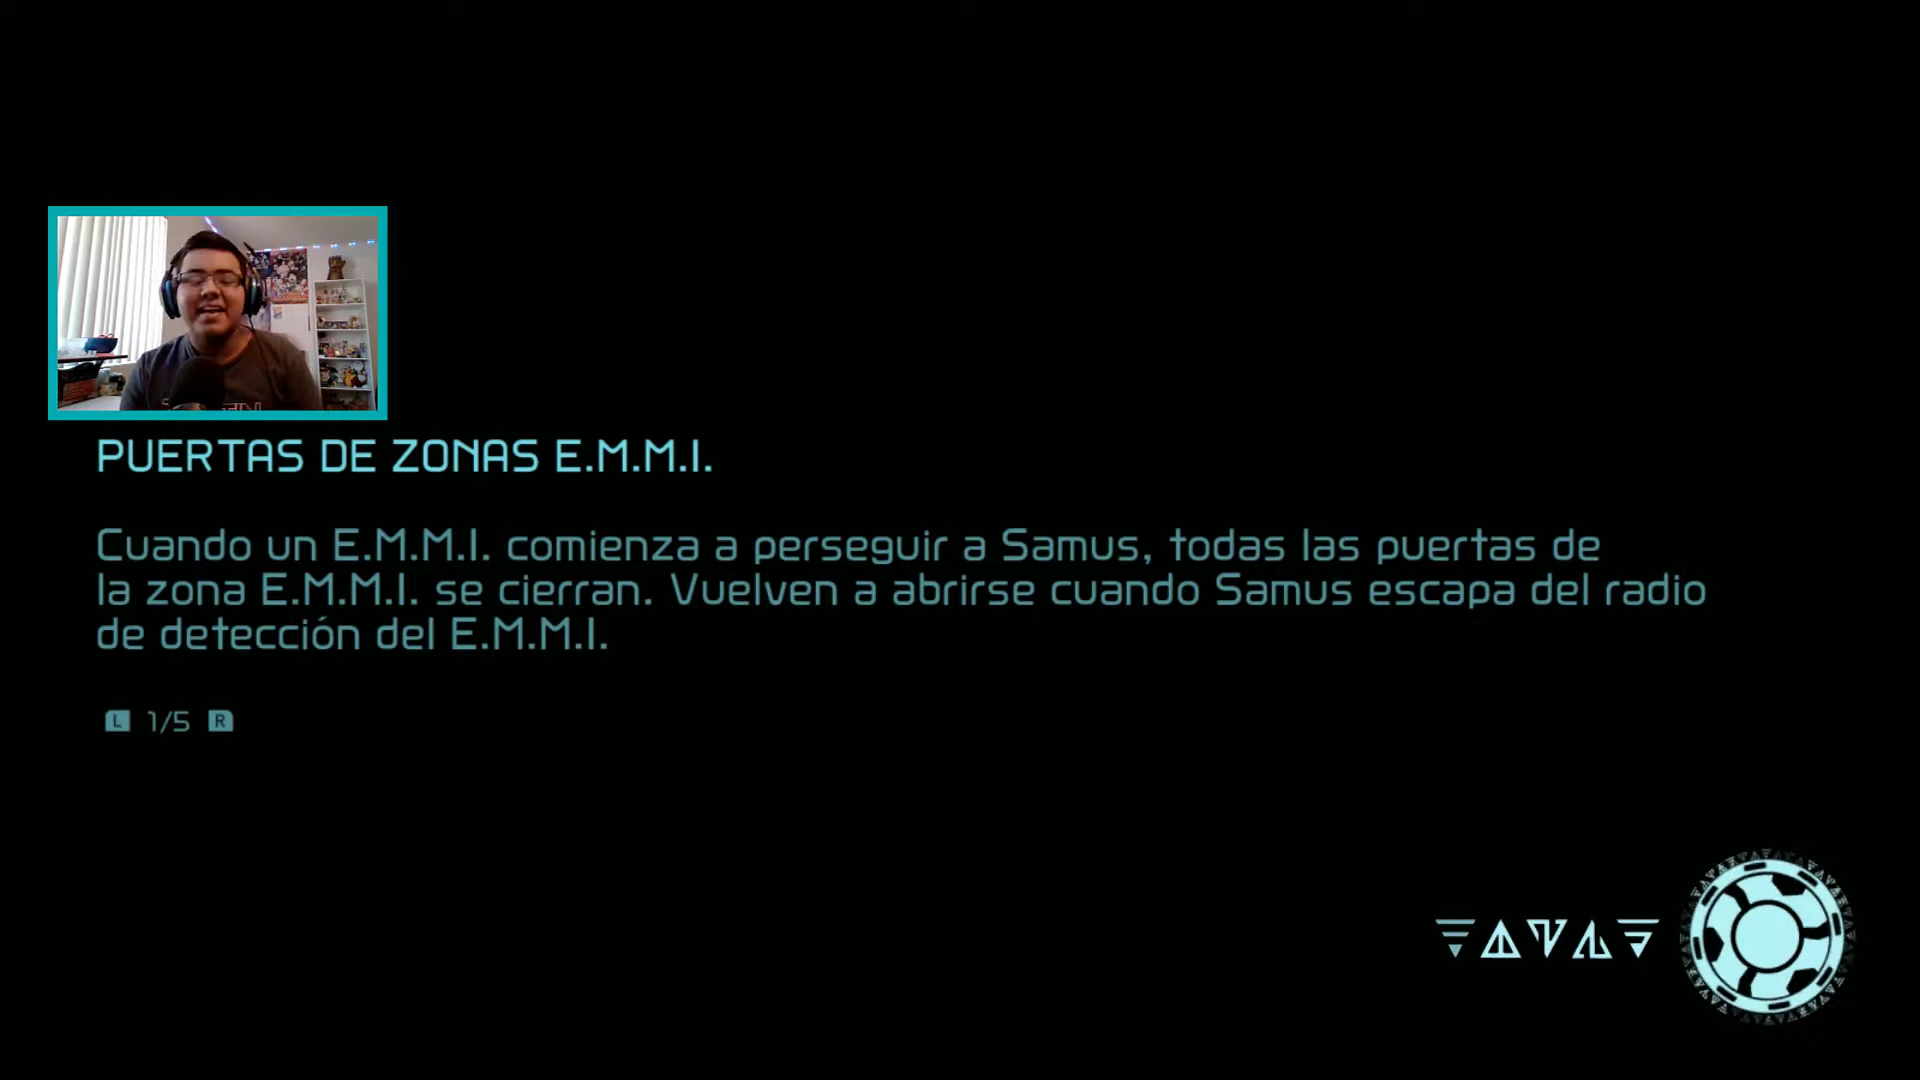 PUERTAS DE ZONAS E.M.M.I.
Cuando un E.M.M.I. comienza a perseguir a Samus, todas las puertas de
la zona E.M.M.I. se cierran. Vuelven a abrirse cuando Samus escapa del radio
de detección del E.M.M.I.
L 1/5 R